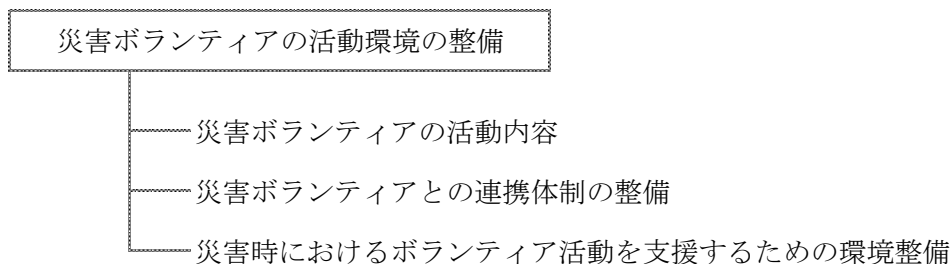 災害ボランティアの活動環境の整備
災害ボランティアの活動内容
災害ボランティアとの連携体制の整備
災害時におけるボランティア活動を支援するための環境整備